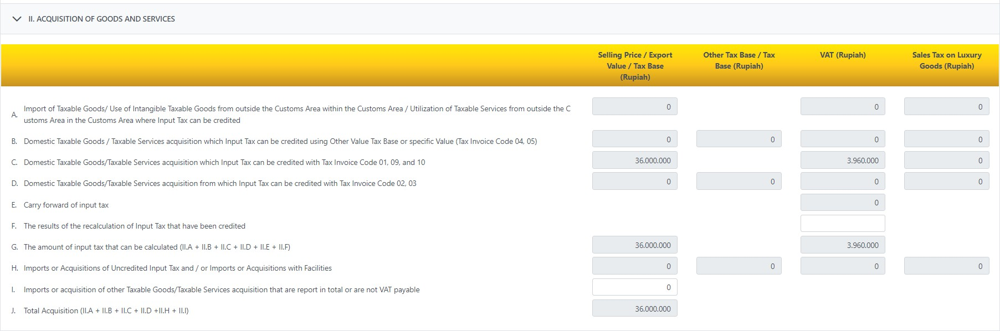 II. ACQUISITION OF GOODS AND SERVICES
Selling Price / Export
Value / Tax Base
(Rupiah)
Other Tax Base / Tax
Base (Rupiah)
VAT (Rupiah)
Sales Tax on Luxury
Goods (Rupiah)
A. Import of Taxable Goods/ Use of Intangible Taxable Goods from outside the Customs Area within the Customs Area / Utilization of Taxable Services from outside the C
ustoms Area in the Customs Area where Input Tax can be credited
0 0 0
B. Domestic Taxable Goods / Taxable Services acquisition which Input Tax can be credited using Other Value Tax Base or specific Value (Tax Invoice Code 04, 05) 0 0 0 0
C. Domestic Taxable Goods/Taxable Services acquisition which Input Tax can be credited with Tax Invoice Code 01, 09, and 10 36.000.000 3.960.000 0
D. Domestic Taxable Goods/Taxable Services acquisition from which Input Tax can be credited with Tax Invoice Code 02, 03 0 0 0 0
E. Carry forward of input tax 0
F. The results of the recalculation of Input Tax that have been credited
G. The amount of input tax that can be calculated (II.A + II.B + II.C + II.D + II.E + II.F) 36.000.000 3.960.000
H. Imports or Acquisitions of Uncredited Input Tax and / or Imports or Acquisitions with Facilities 0 0 0 0
I. Imports or acquisition of other Taxable Goods/Taxable Services acquisition that are report in total or are not VAT payable 0
J. Total Acquisition (II.A + II.B + II.C + II.D +II.H + II.I) 36.000.000